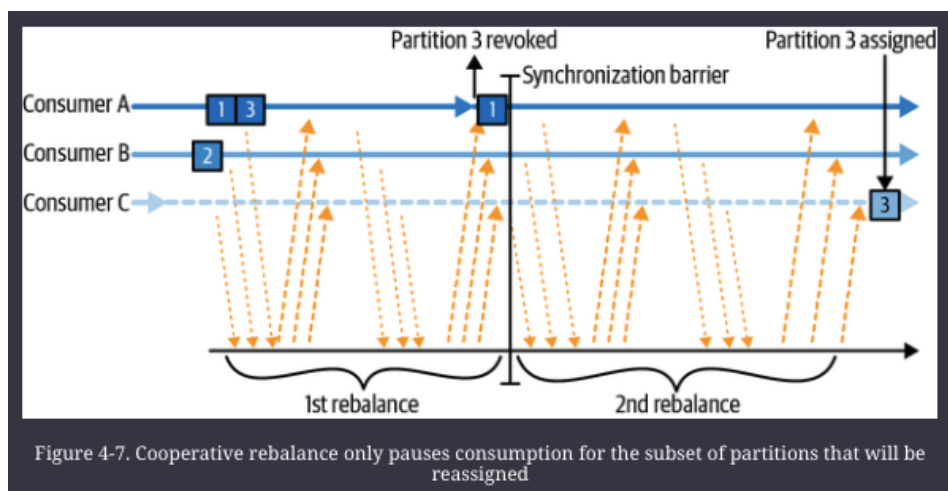 Partition 3 revoked
Partition 3 assigned
Synchronization barrier
Consumer A
1 3
1
Consumer B
2
Consumer C
3
1st rebalance
2nd rebalance
Figure 4-7. Cooperative rebalance only pauses consumption for the subset of partitions that will be
reassigned